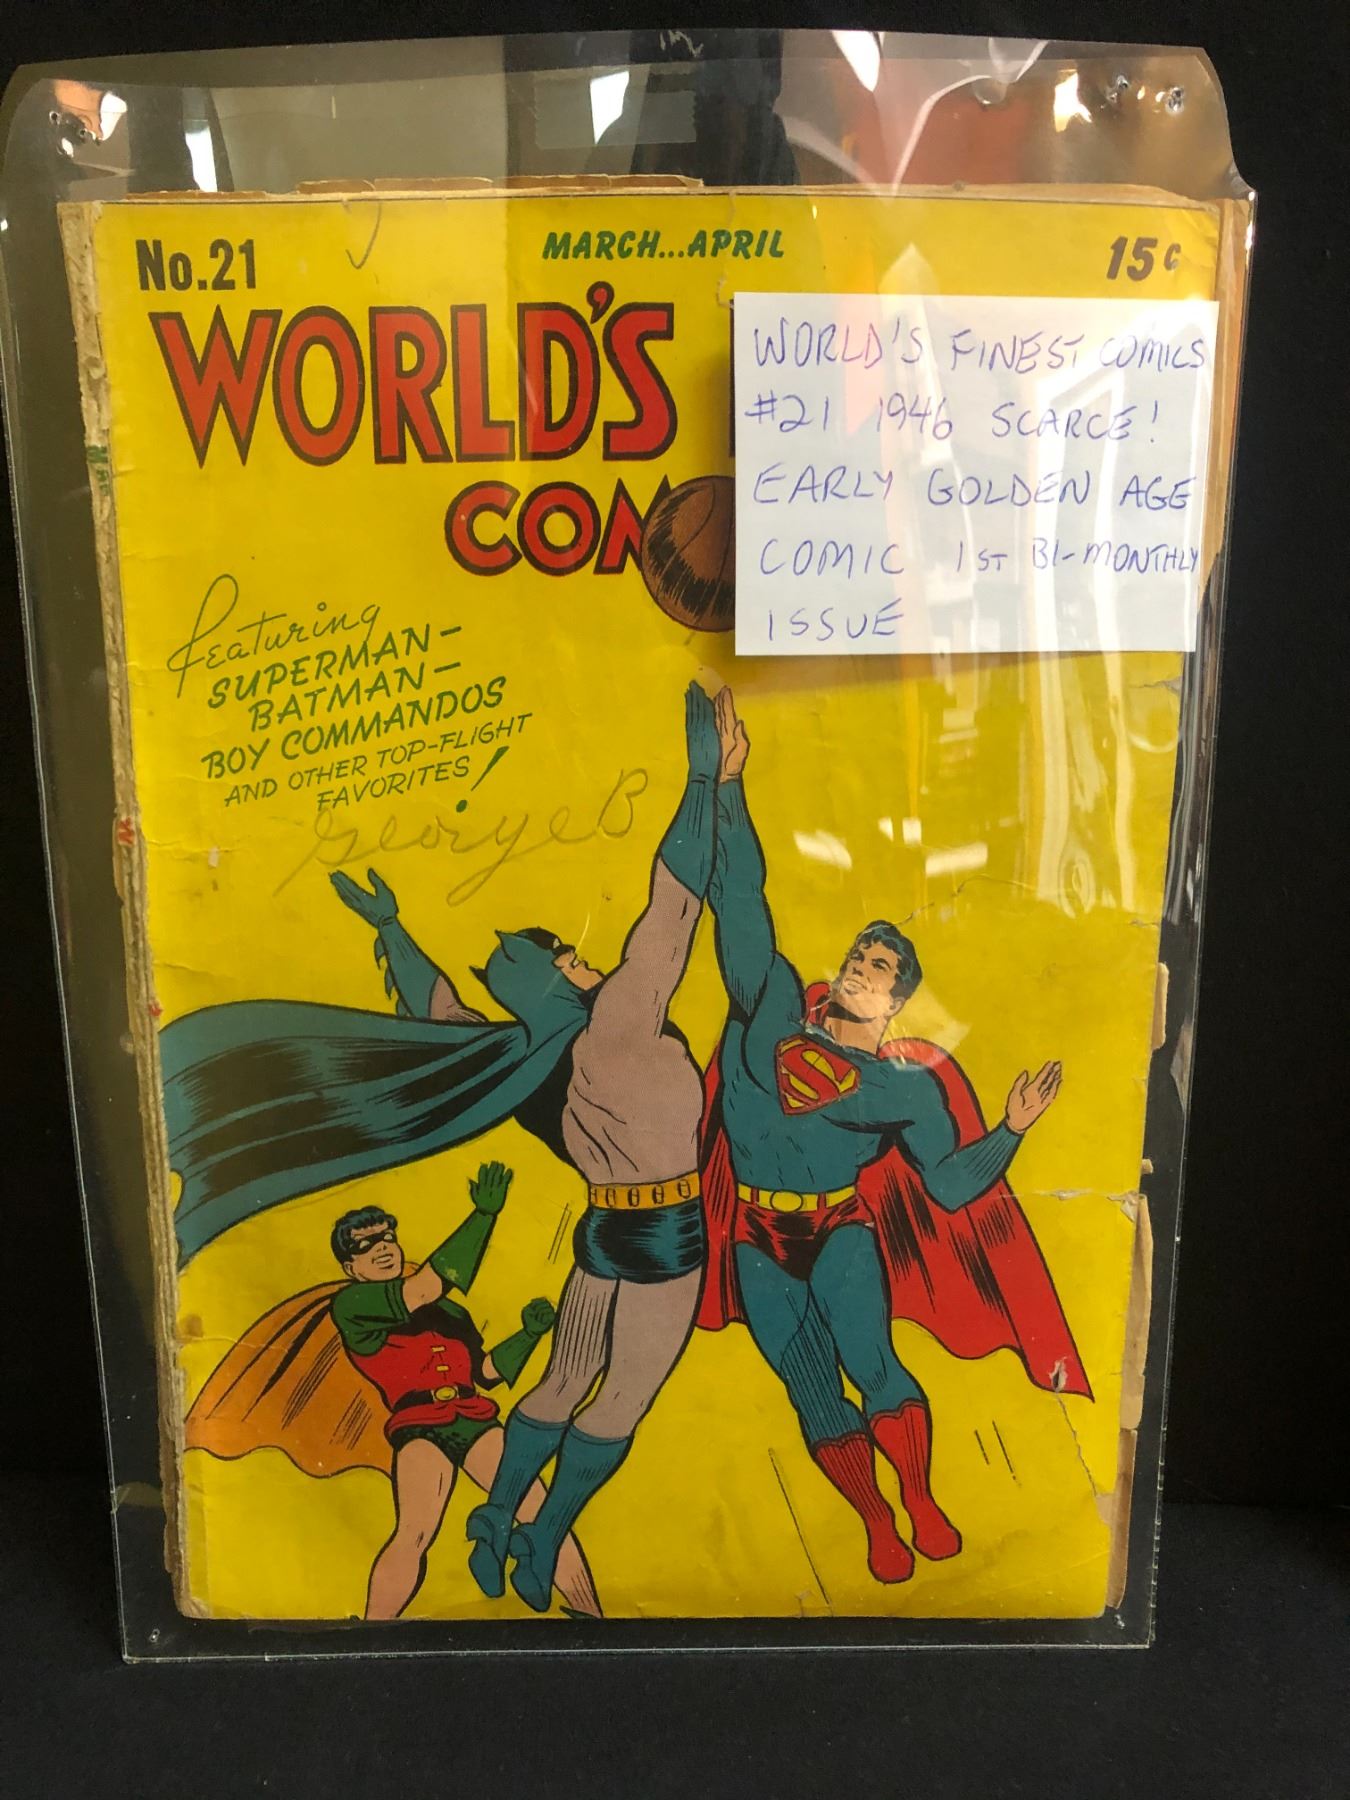 No.21
MARCH...APRIL
15¢
WORLD'S
COM
WORLD'S FINEST COMICS
#21 1946 SCARCE!
EARLY GOLDEN AGE
COMIC 1ST BI-MONTHLY
ISSUE
featuring
SUPERMAN-
BATMAN-
BOY COMMANDOS
AND OTHER TOP-FLIGHT
FAVORITES!
George B
S